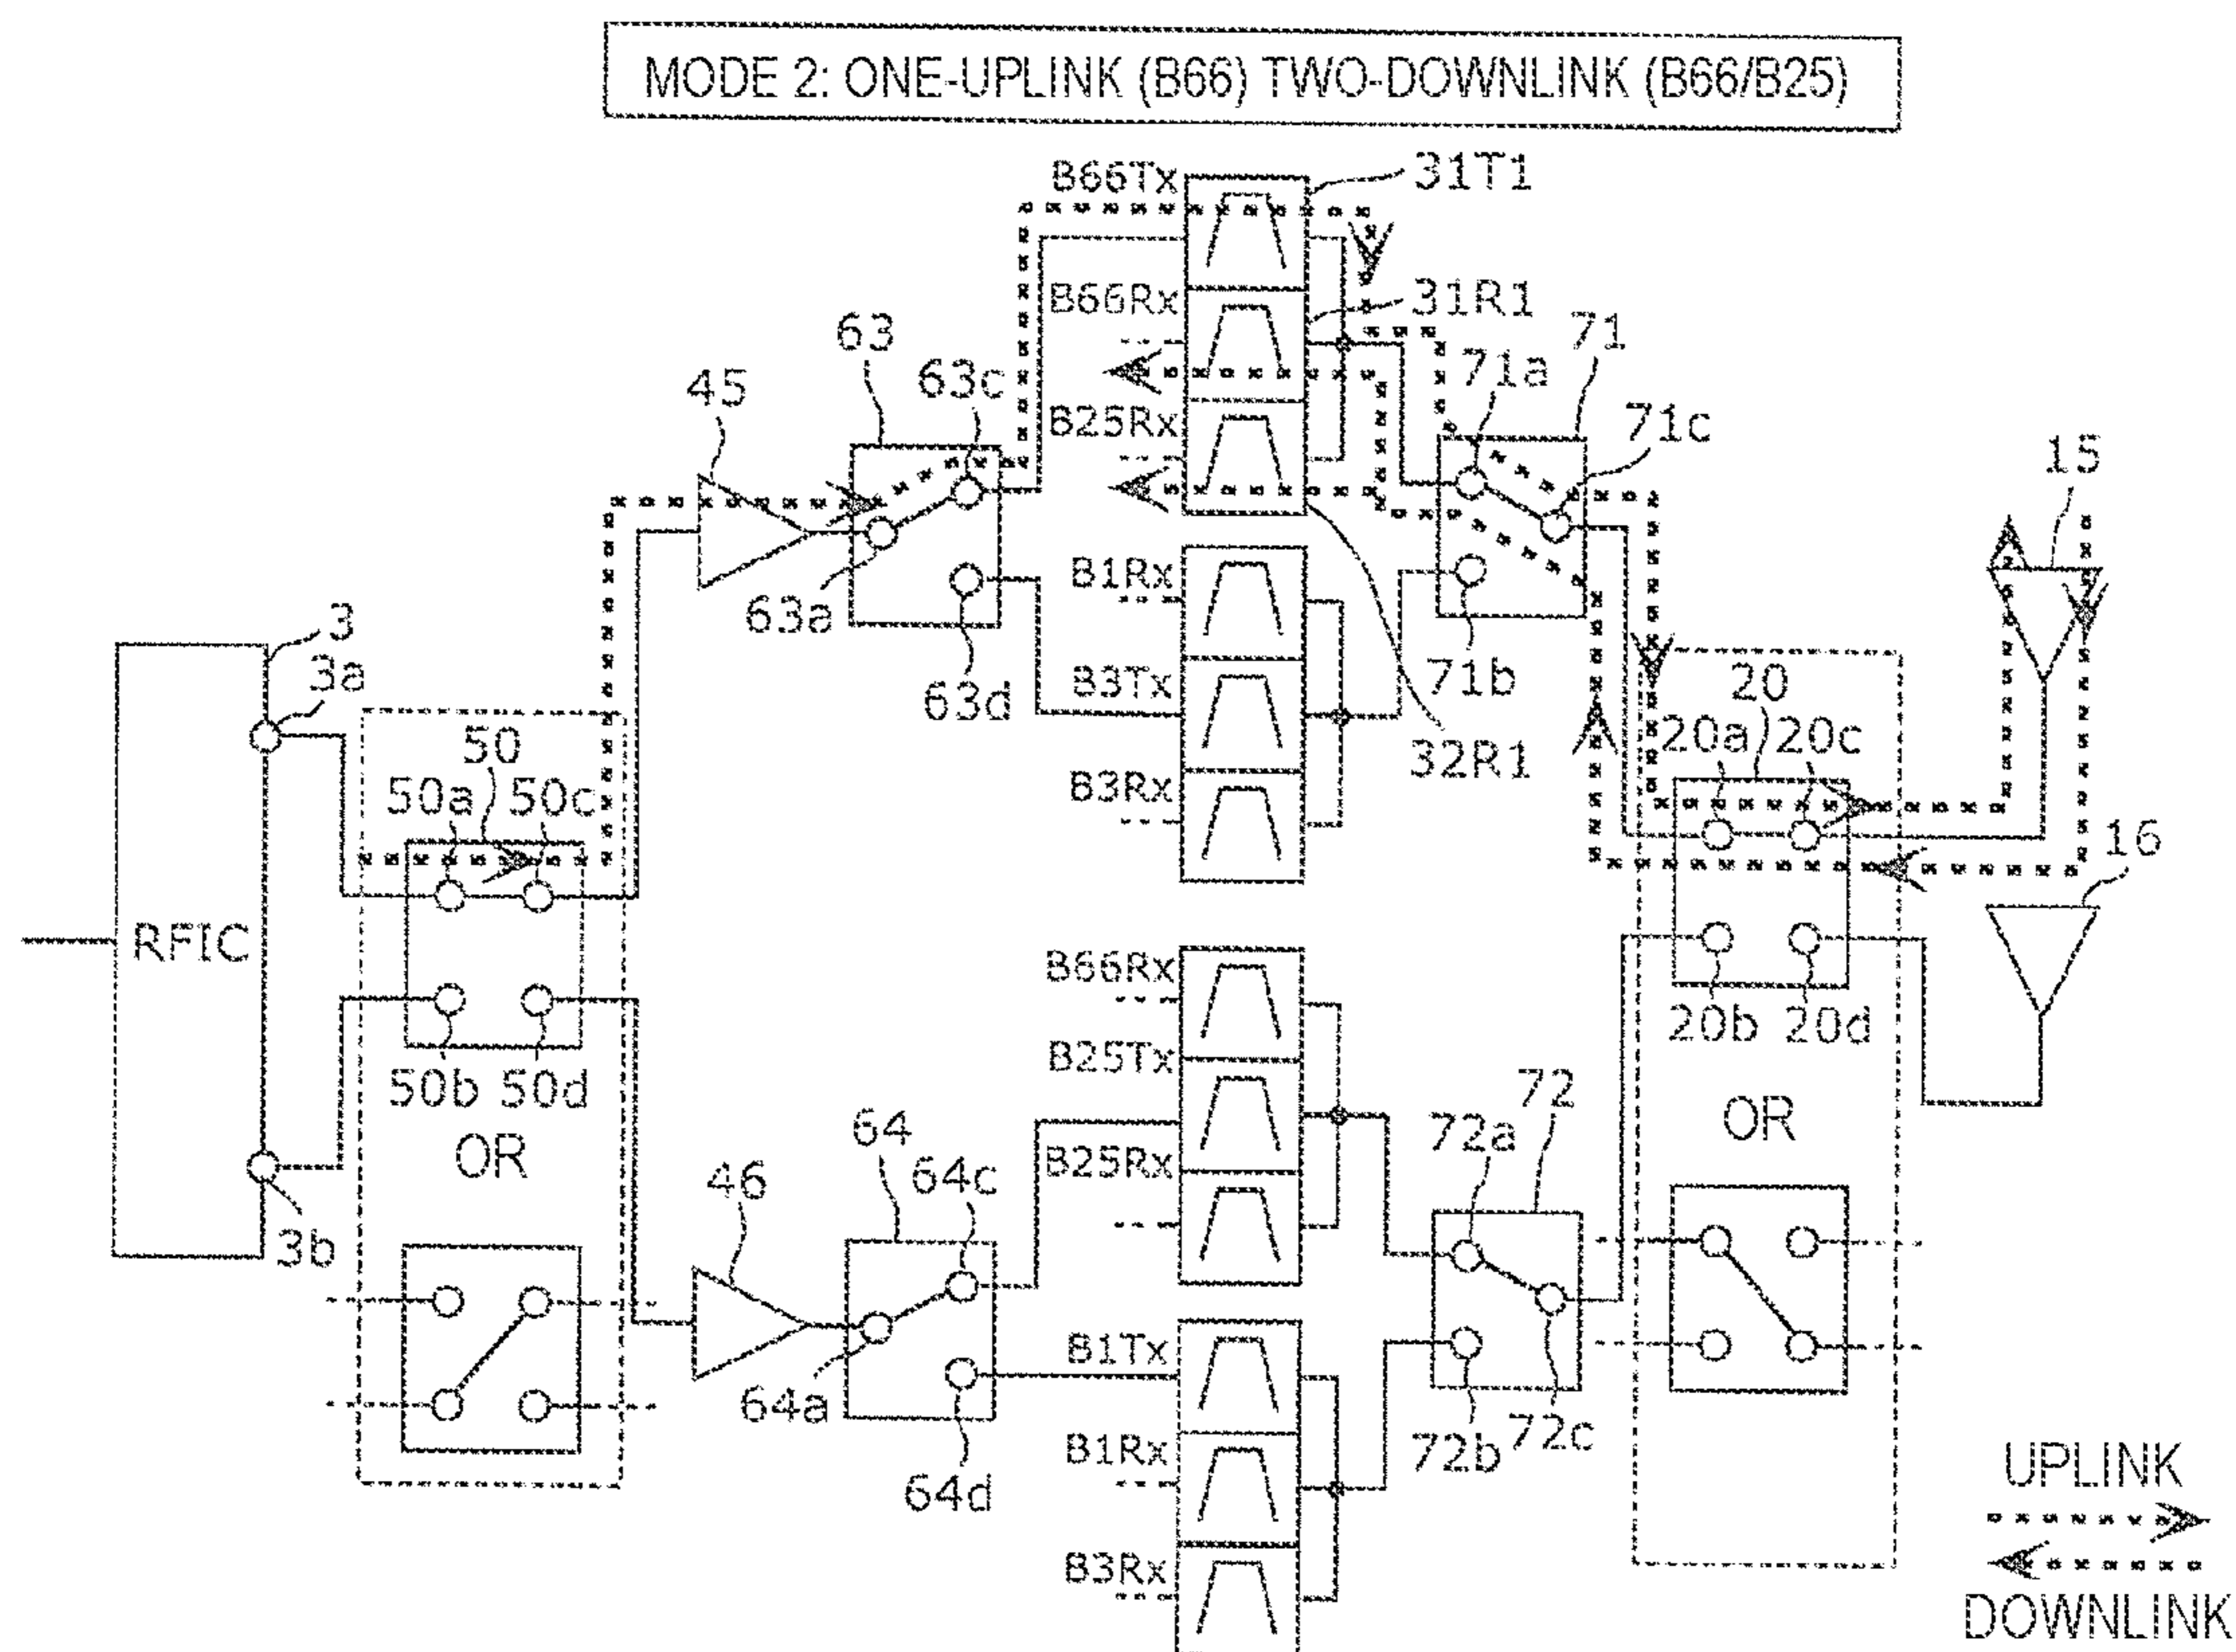 MODE 2: ONE-UPLINK (B66) TWO-DOWNLINK (B66/B25)
B66Tx
31T1
B66Rx
31R1
63
71
63c
71a
45
B25Rx
71c
15
B1Rx
63a
3
3a
63d
B3Tx
71b
20
50
20a 20c
50a 50c
32R1
B3Rx
16
RFIC
B66Rx
20b 20d
B25Tx
50b 50d
72
OR
64
72a
OR
46
64c
B25Rx
3b
B1Tx
64a
72b 72c
B1Rx
64d
UPLINK
B3Rx
DOWNLINK